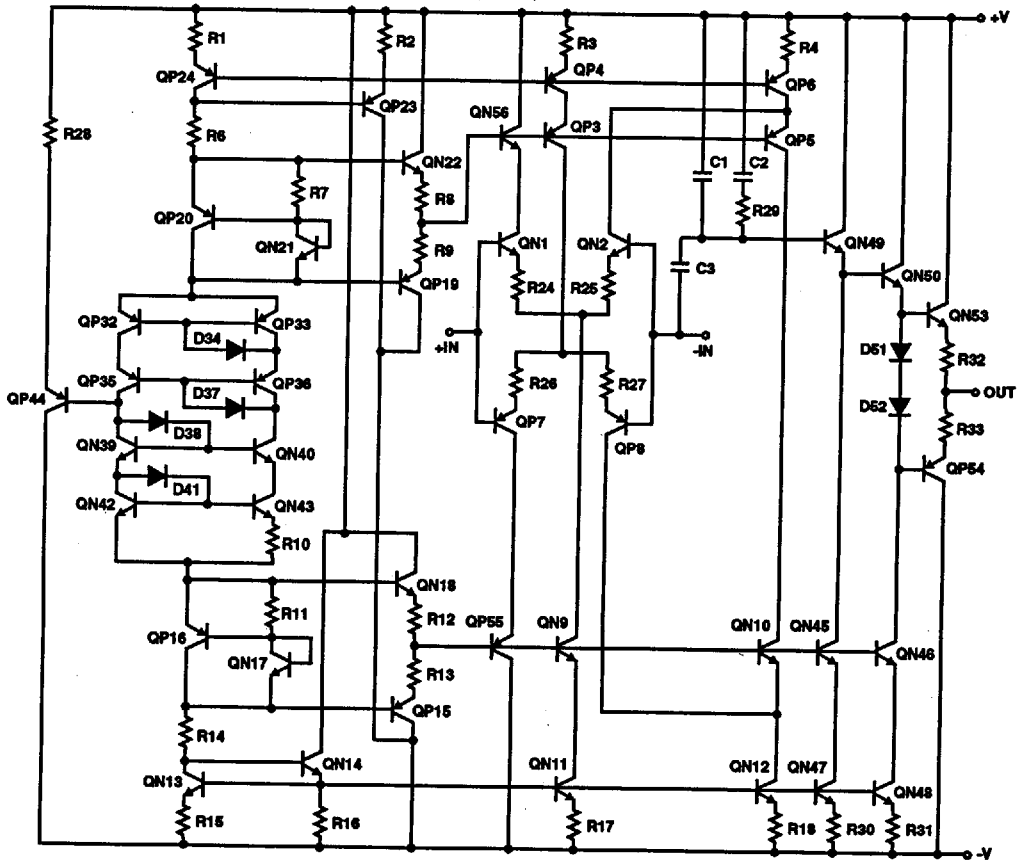 +V
R1
R2
R3
R4
QP24
QP4
QP6
QP23
QN56
R28
R6
QP3
QP5
QN22
C1
C2
R7
R8
R29
QP20
QN21
R9
QN1
QN2
QN49
C3
QP19
R24
R25
QN50
QP32
QP33
QN53
D34
+IN
-IN
D51
R32
QP35
QP36
R26
R27
D37
OUT
QP44
D52
D38
R33
QN39
QN40
QP7
QP8
QP54
D41
QN42
QN43
R10
QN18
R11
R12
QP55
QN9
QN10
QN45
QP16
QN46
QN17
R13
QP15
R14
QN14
QN11
QN12
QN47
QN13
QN48
R15
R16
R17
R18
R30
R31
-V